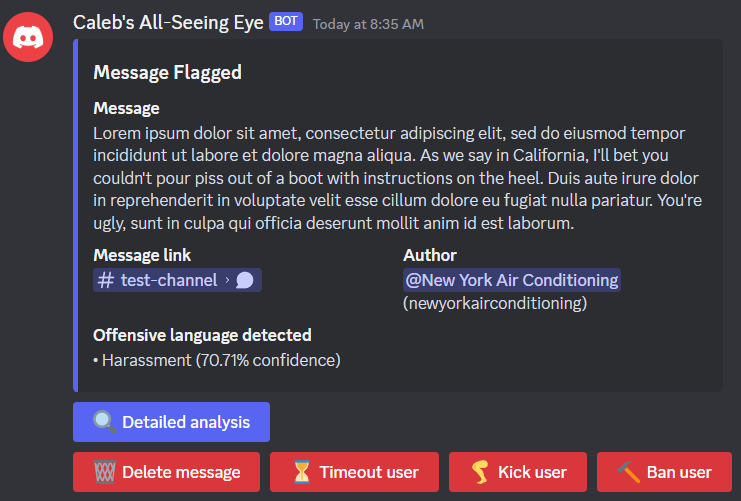 Caleb's All-Seeing Eye BOT Today at 8:35 AM
Message Flagged
Message
Lorem ipsum dolor sit amet, consectetur adipiscing elit, sed do eiusmod tempor
incididunt ut labore et dolore magna aliqua. As we say in California, I'll bet you
couldn't pour piss out of a boot with instructions on the heel. Duis aute irure dolor
in reprehenderit in voluptate velit esse cillum dolore eu fugiat nulla pariatur. You're
ugly, sunt in culpa qui officia deserunt mollit anim id est laborum.
Message link
# test-channel ›
Author
@New York Air Conditioning
(newyorkairconditioning)
Offensive language detected
• Harassment (70.71% confidence)
Detailed analysis
Delete message
Timeout user
Kick user
Ban user